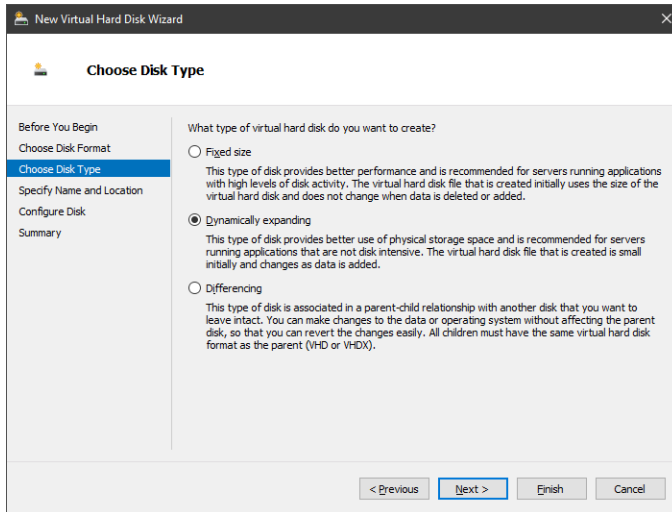 New Virtual Hard Disk Wizard
Choose Disk Type
Before You Begin
Choose Disk Format
Choose Disk Type
Specify Name and Location
Configure Disk
Summary
What type of virtual hard disk do you want to create?
Fixed size
This type of disk provides better performance and is recommended for servers running applications
with high levels of disk activity. The virtual hard disk file that is created initially uses the size of the
virtual hard disk and does not change when data is deleted or added.
Dynamically expanding
This type of disk provides better use of physical storage space and is recommended for servers
running applications that are not disk intensive. The virtual hard disk file that is created is small
initially and changes as data is added.
Differencing
This type of disk is associated in a parent-child relationship with another disk that you want to
leave intact. You can make changes to the data or operating system without affecting the parent
disk, so that you can revert the changes easily. All children must have the same virtual hard disk
format as the parent (VHD or VHDX).
< Previous
Next >
Finish
Cancel